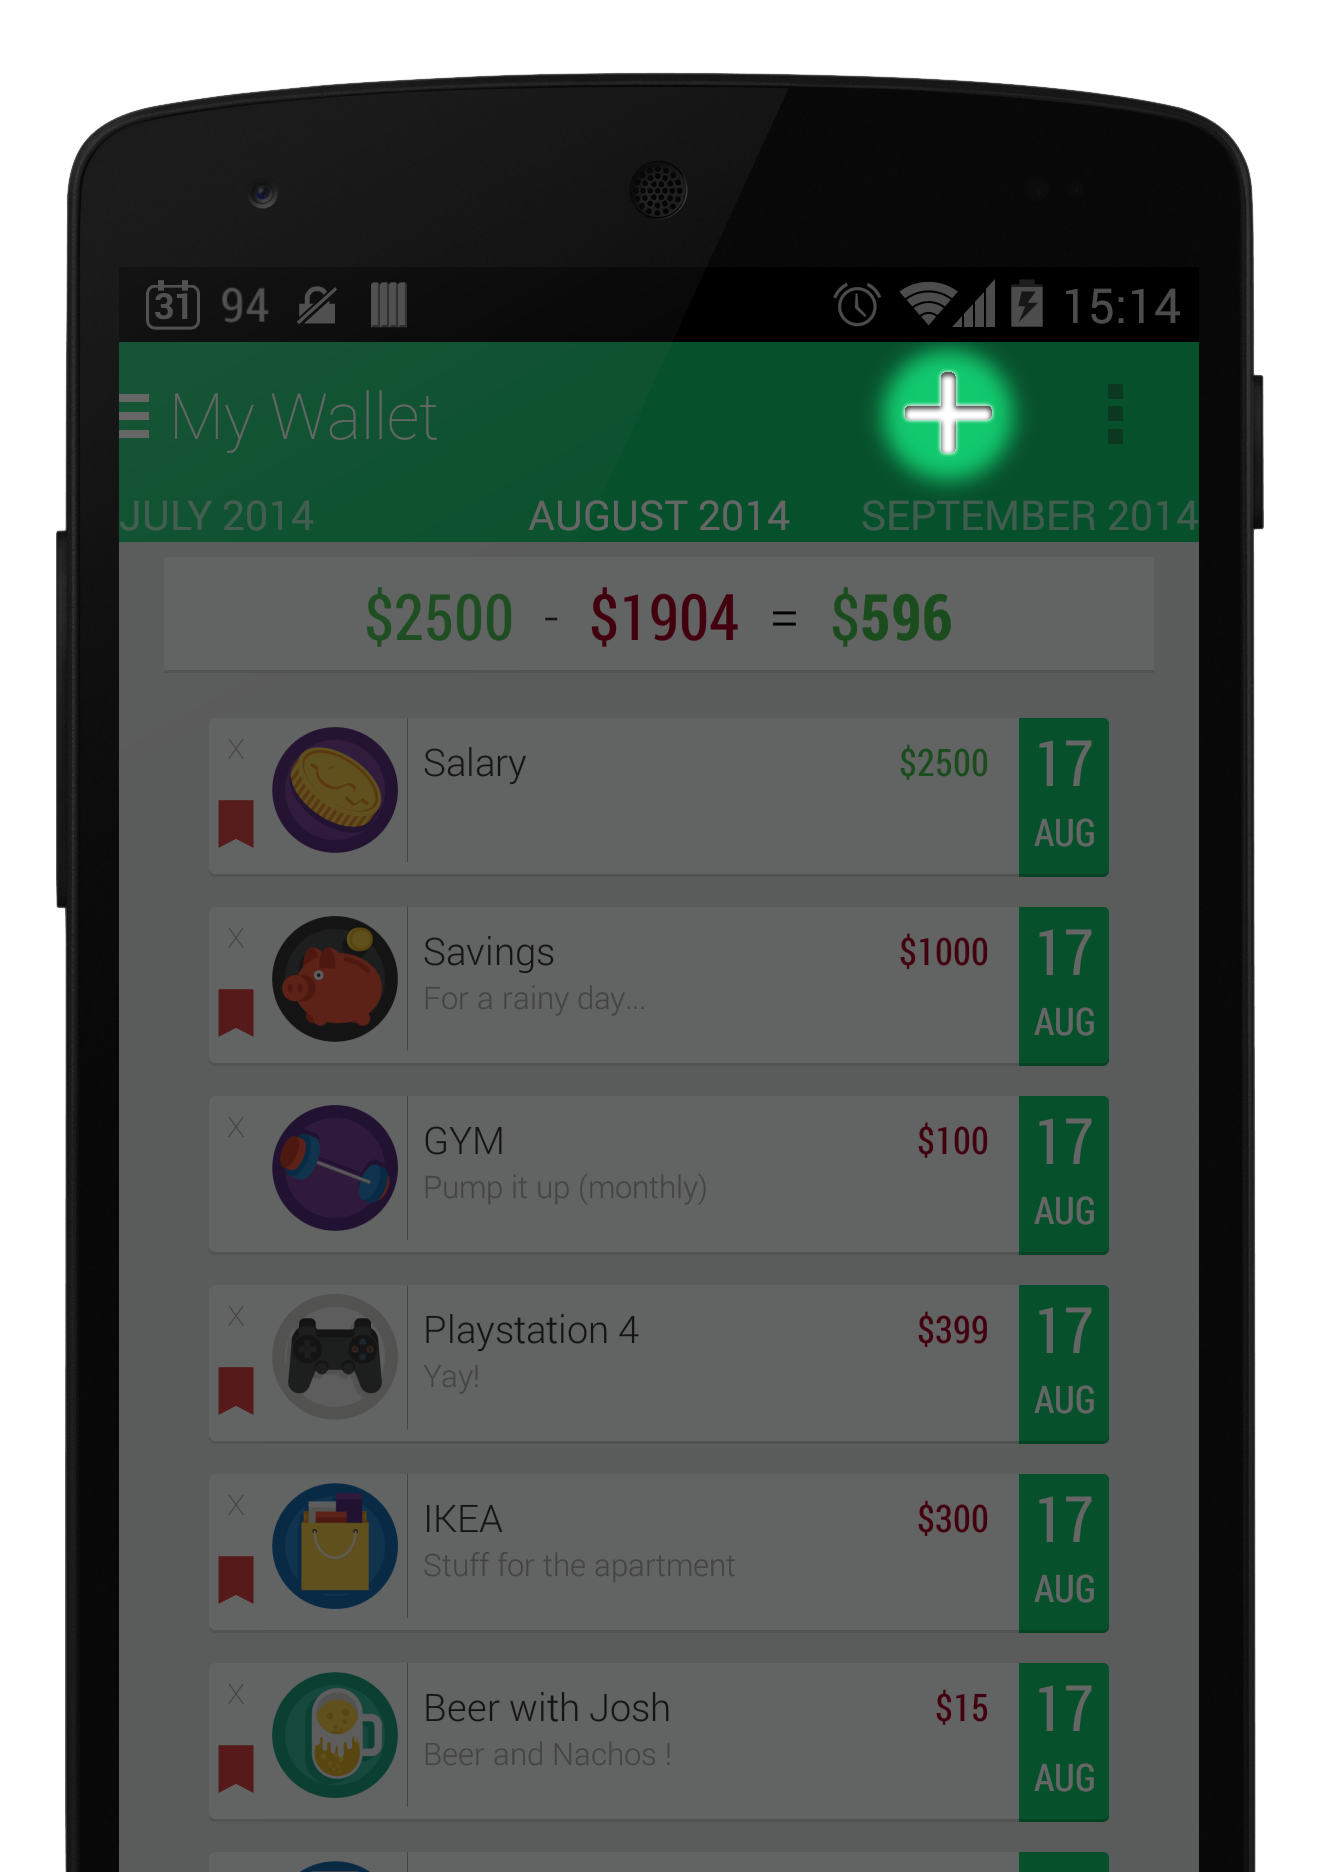 31 94 15:14
My Wallet
JULY 2014 AUGUST 2014 SEPTEMBER 2014
$2500 - $1904 = $596
X Salary $2500 17
AUG
X Savings $1000 17
For a rainy day...
AUG
X GYM $100 17
Pump it up (monthly)
AUG
X Playstation 4 $399 17
Yay!
AUG
X IKEA $300 17
Stuff for the apartment
AUG
X Beer with Josh $15 17
Beer and Nachos !
AUG